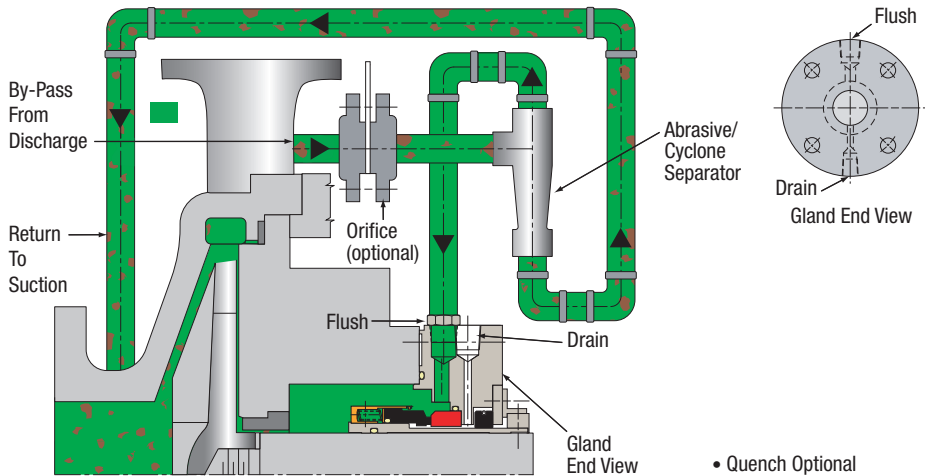 By-Pass
From
Discharge
Return
To
Suction
Orifice
(optional)
Abrasive/
Cyclone
Separator
Flush
Drain
Gland
End View
Flush
Drain
Gland End View
• Quench Optional